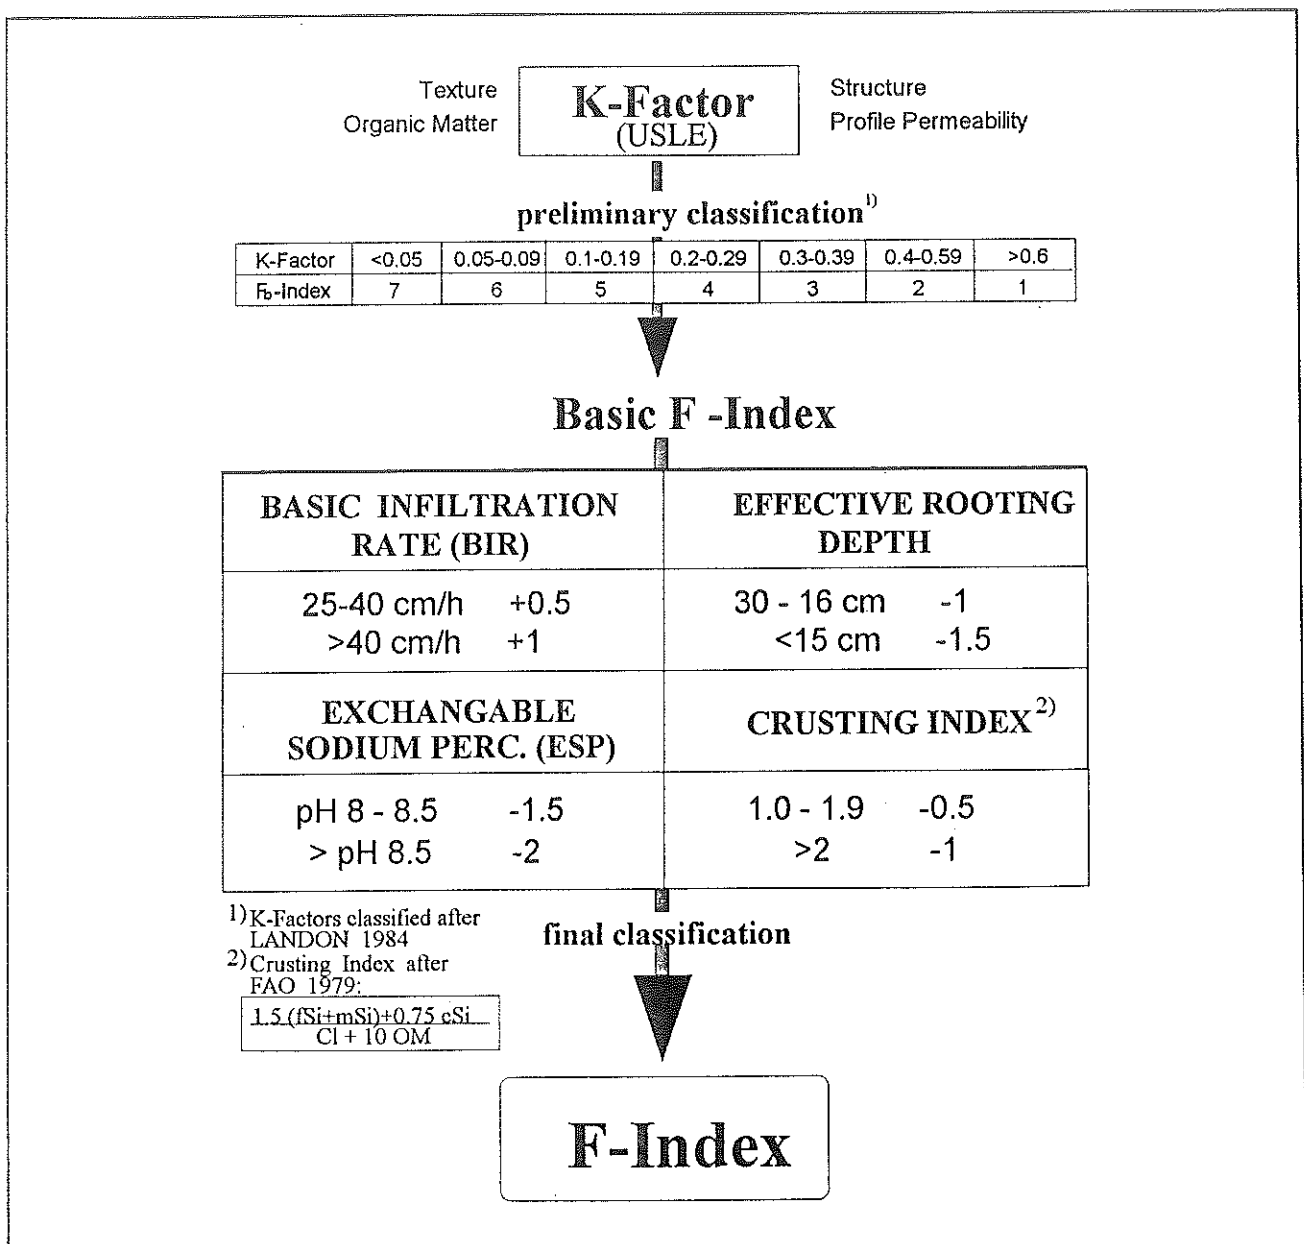 Texture
Organic Matter
K-Factor
(USLE)
Structure
Profile Permeability
preliminary classification1)
K-Factor <0.05 0.05-0.09 0.1-0.19 0.2-0.29 0.3-0.39 0.4-0.59 >0.6
Fb-Index 7 6 5 4 3 2 1
Basic F -Index
BASIC INFILTRATION
RATE (BIR)
EFFECTIVE ROOTING
DEPTH
25-40 cm/h +0.5
>40 cm/h +1
30 - 16 cm -1
<15 cm -1.5
EXCHANGABLE
SODIUM PERC. (ESP)
CRUSTING INDEX2)
pH 8 - 8.5 -1.5
> pH 8.5 -2
1.0 - 1.9 -0.5
>2 -1
1) K-Factors classified after
LANDON 1984
2) Crusting Index after
FAO 1979:
1.5 (fSi+mSi)+0.75 cSi
Cl + 10 OM
final classification
F-Index